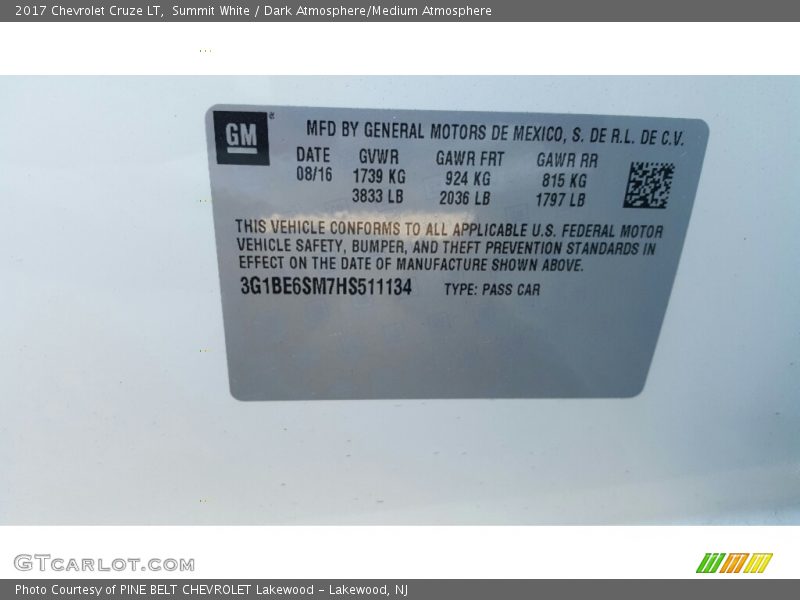 2017 Chevrolet Cruze LT,  Summit White / Dark Atmosphere/Medium Atmosphere
GM ®
MFD BY GENERAL MOTORS DE MEXICO, S. DE R.L. DE C.V.
DATE GVWR GAWR FRT GAWR RR
08/16 1739 KG 924 KG 815 KG
3833 LB 2036 LB 1797 LB
THIS VEHICLE CONFORMS TO ALL APPLICABLE U.S. FEDERAL MOTOR
VEHICLE SAFETY, BUMPER, AND THEFT PREVENTION STANDARDS IN
EFFECT ON THE DATE OF MANUFACTURE SHOWN ABOVE.
3G1BE6SM7HS511134 TYPE: PASS CAR
GTCARLOT.COM
Photo Courtesy of PINE BELT CHEVROLET Lakewood - Lakewood, NJ